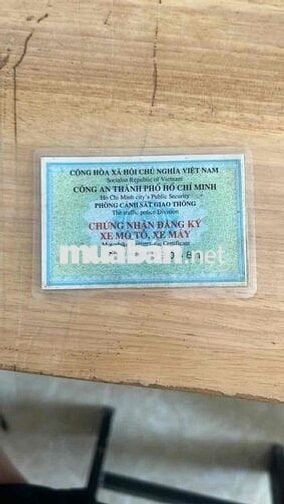 CỘNG HÒA XÃ HỘI CHỦ NGHĨA VIỆT NAM
Socialist Republic of Vietnam
CÔNG AN THÀNH PHỐ HỒ CHÍ MINH
Ho Chi Minh city's Public Security
PHÒNG CẢNH SÁT GIAO THÔNG
The traffic police Division
CHỨNG NHẬN ĐĂNG KÝ
XE MÔ TÔ, XE MÁY
Certificate
muaban.net